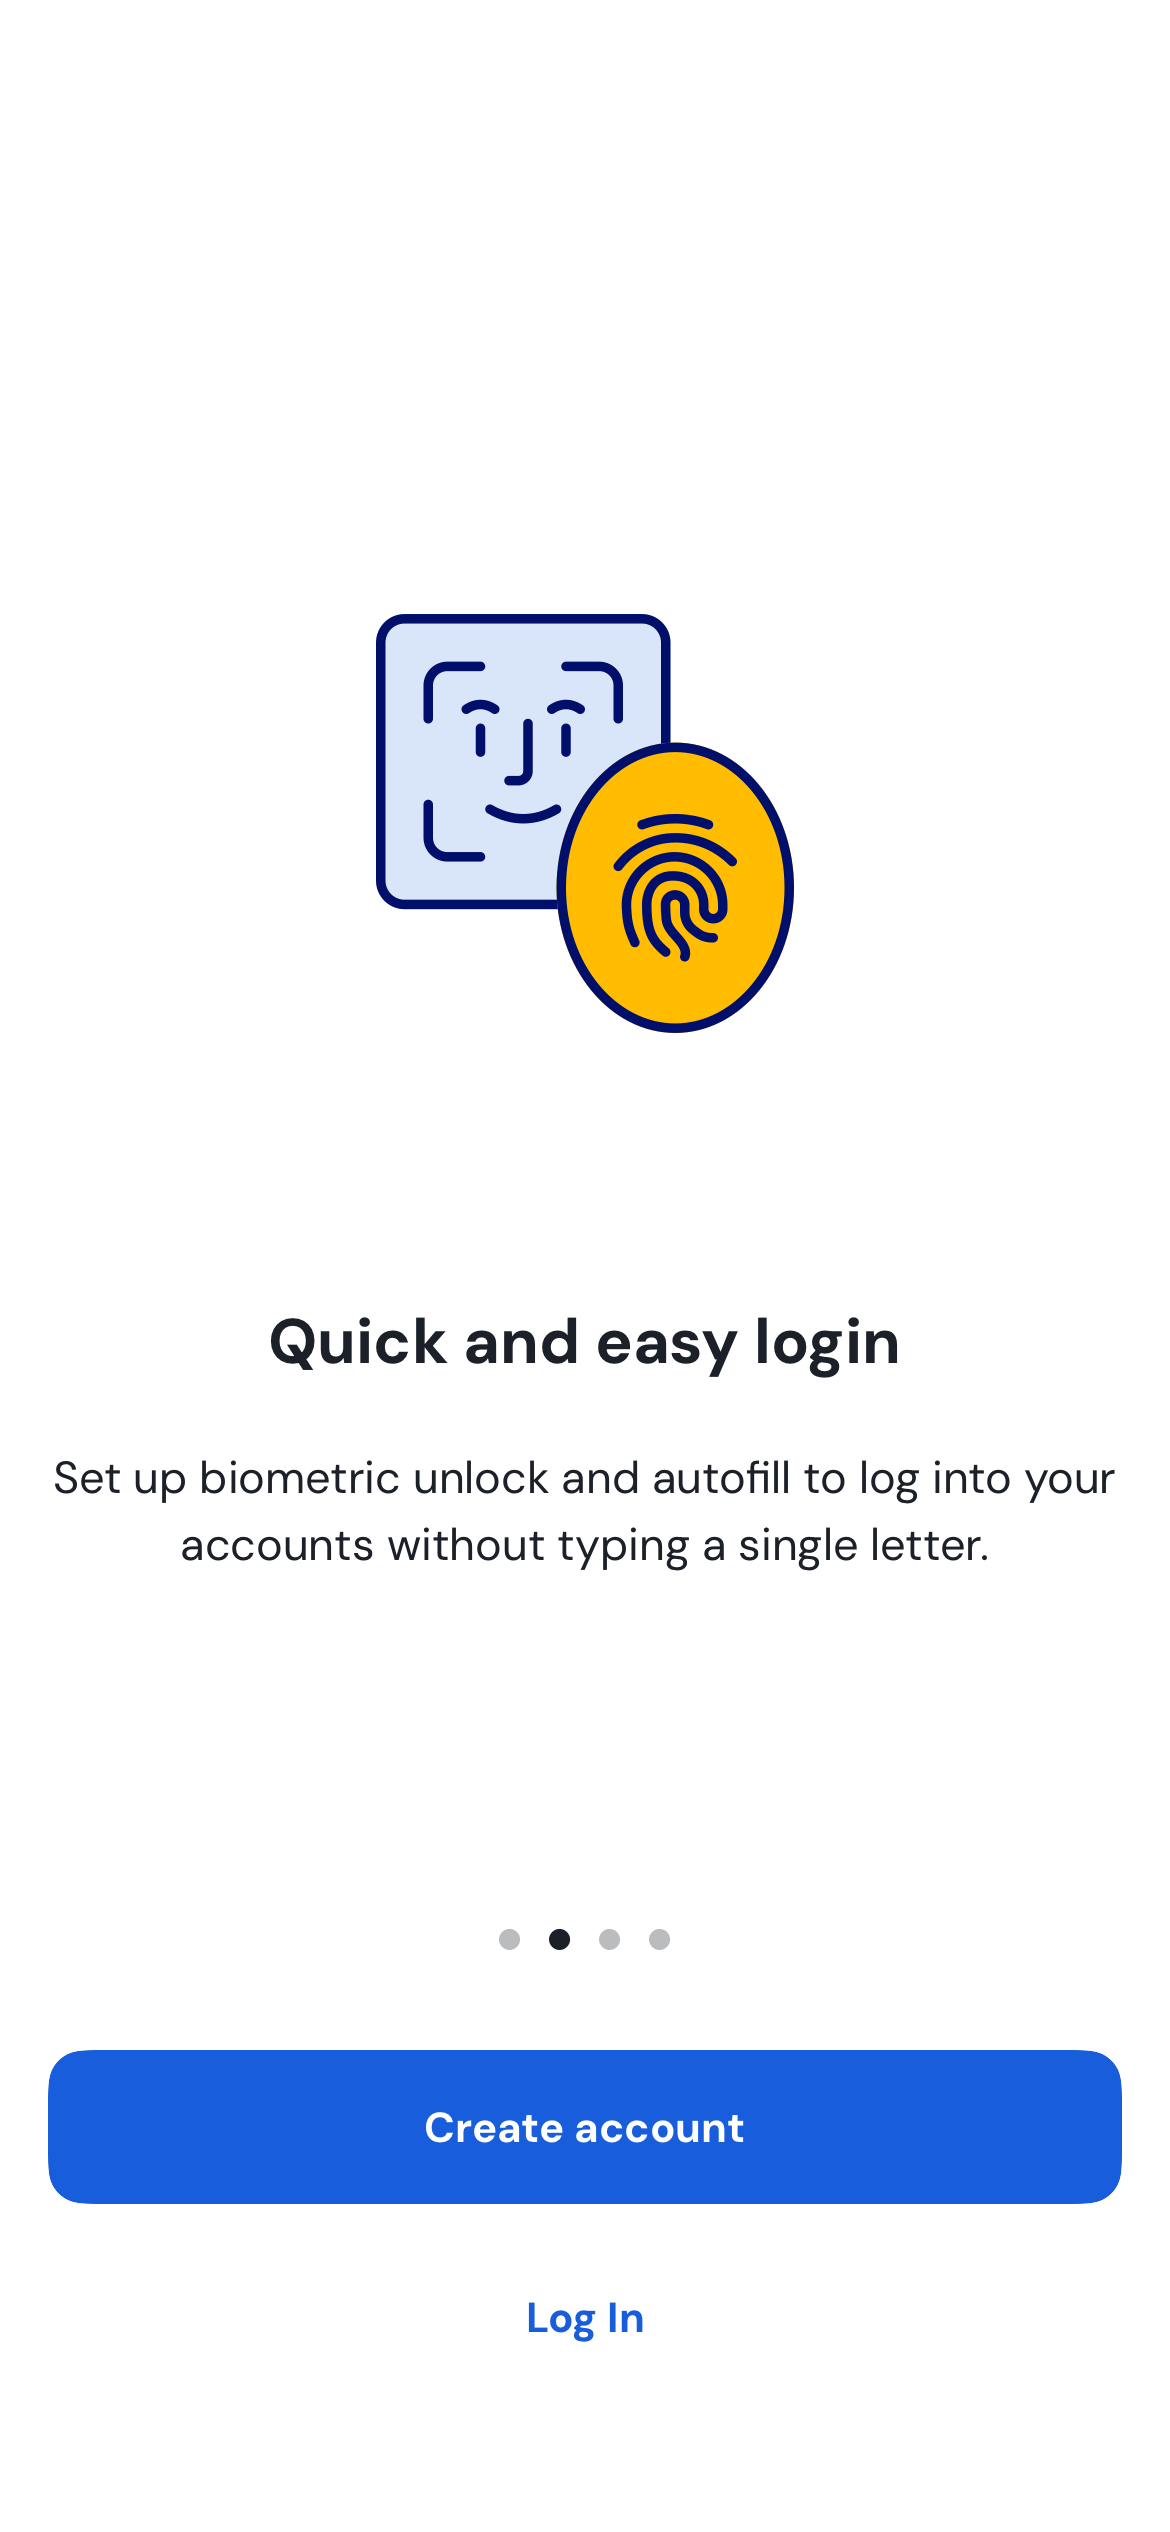 Quick and easy login
Set up biometric unlock and autofill to log into your
accounts without typing a single letter.
Create account
Log In